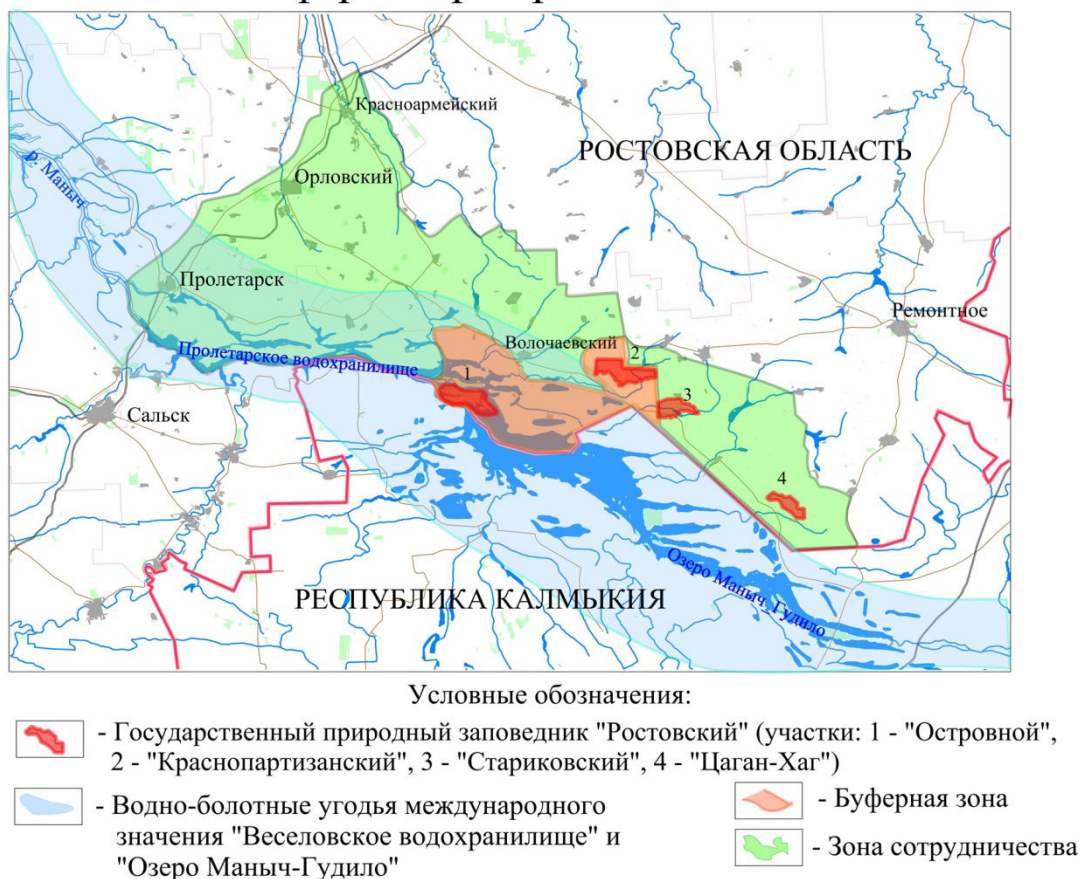 Красноармейский
РОСТОВСКАЯ ОБЛАСТЬ
Орловский
р. Маныч
Пролетарск
Ремонтное
Волочаевский
Пролетарское водохранилище
1
2
3
Сальск
4
Озеро Маныч_Гудило
РЕСПУБЛИКА КАЛМЫКИЯ
Условные обозначения:
- Государственный природный заповедник "Ростовский" (участки: 1 - "Островной",
2 - "Краснопартизанский", 3 - "Стариковский", 4 - "Цаган-Хаг")
- Водно-болотные угодья международного
значения "Веселовское водохранилище" и
"Озеро Маныч-Гудило"
- Буферная зона
- Зона сотрудничества